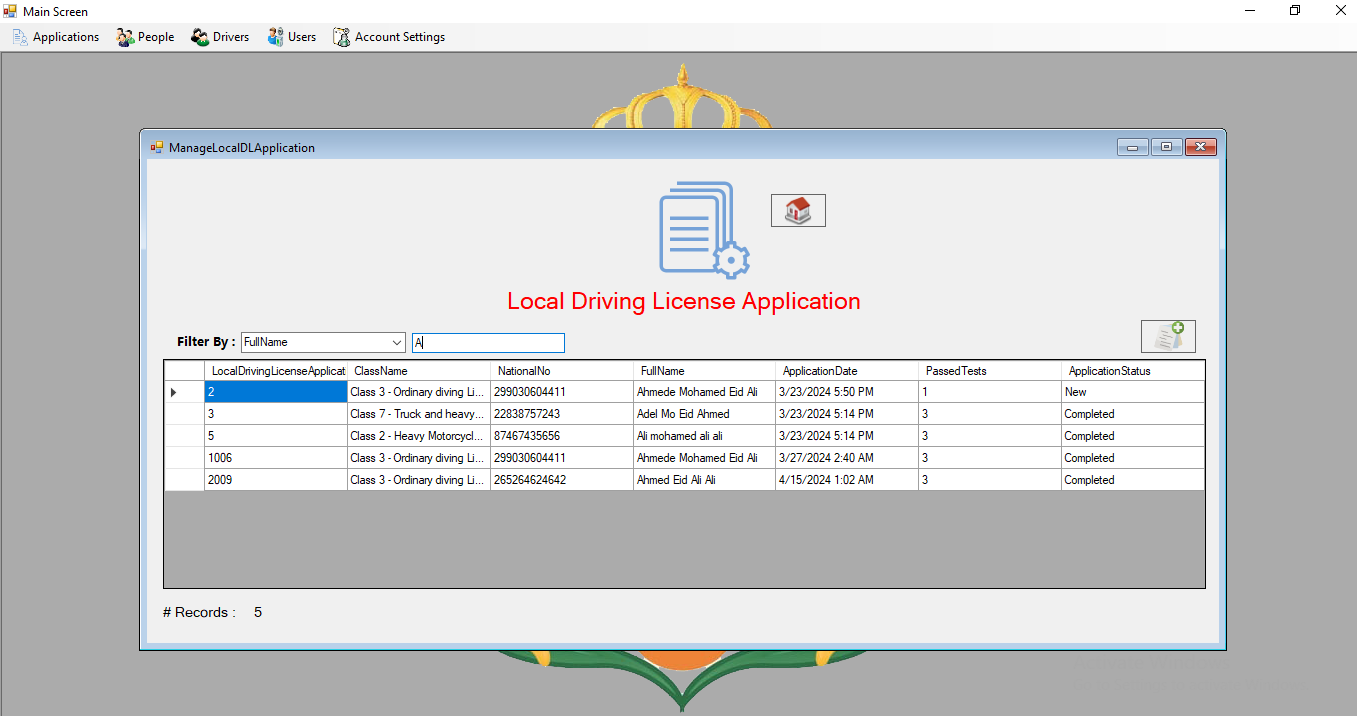 Main Screen
Applications People Drivers Users Account Settings
ManageLocalDLApplication
Local Driving License Application
Filter By : FullName A
LocalDrivingLicenseApplicat ClassName NationalNo FullName ApplicationDate PassedTests ApplicationStatus
2 Class 3 - Ordinary diving Li... 299030604411 Ahmede Mohamed Eid Ali 3/23/2024 5:50 PM 1 New
3 Class 7 - Truck and heavy... 22838757243 Adel Mo Eid Ahmed 3/23/2024 5:14 PM 3 Completed
5 Class 2 - Heavy Motorcycl... 87467435656 Ali mohamed ali ali 3/23/2024 5:14 PM 3 Completed
1006 Class 3 - Ordinary diving Li... 299030604411 Ahmede Mohamed Eid Ali 3/27/2024 2:40 AM 3 Completed
2009 Class 3 - Ordinary diving Li... 265264624642 Ahmed Eid Ali Ali 4/15/2024 1:02 AM 3 Completed
# Records : 5